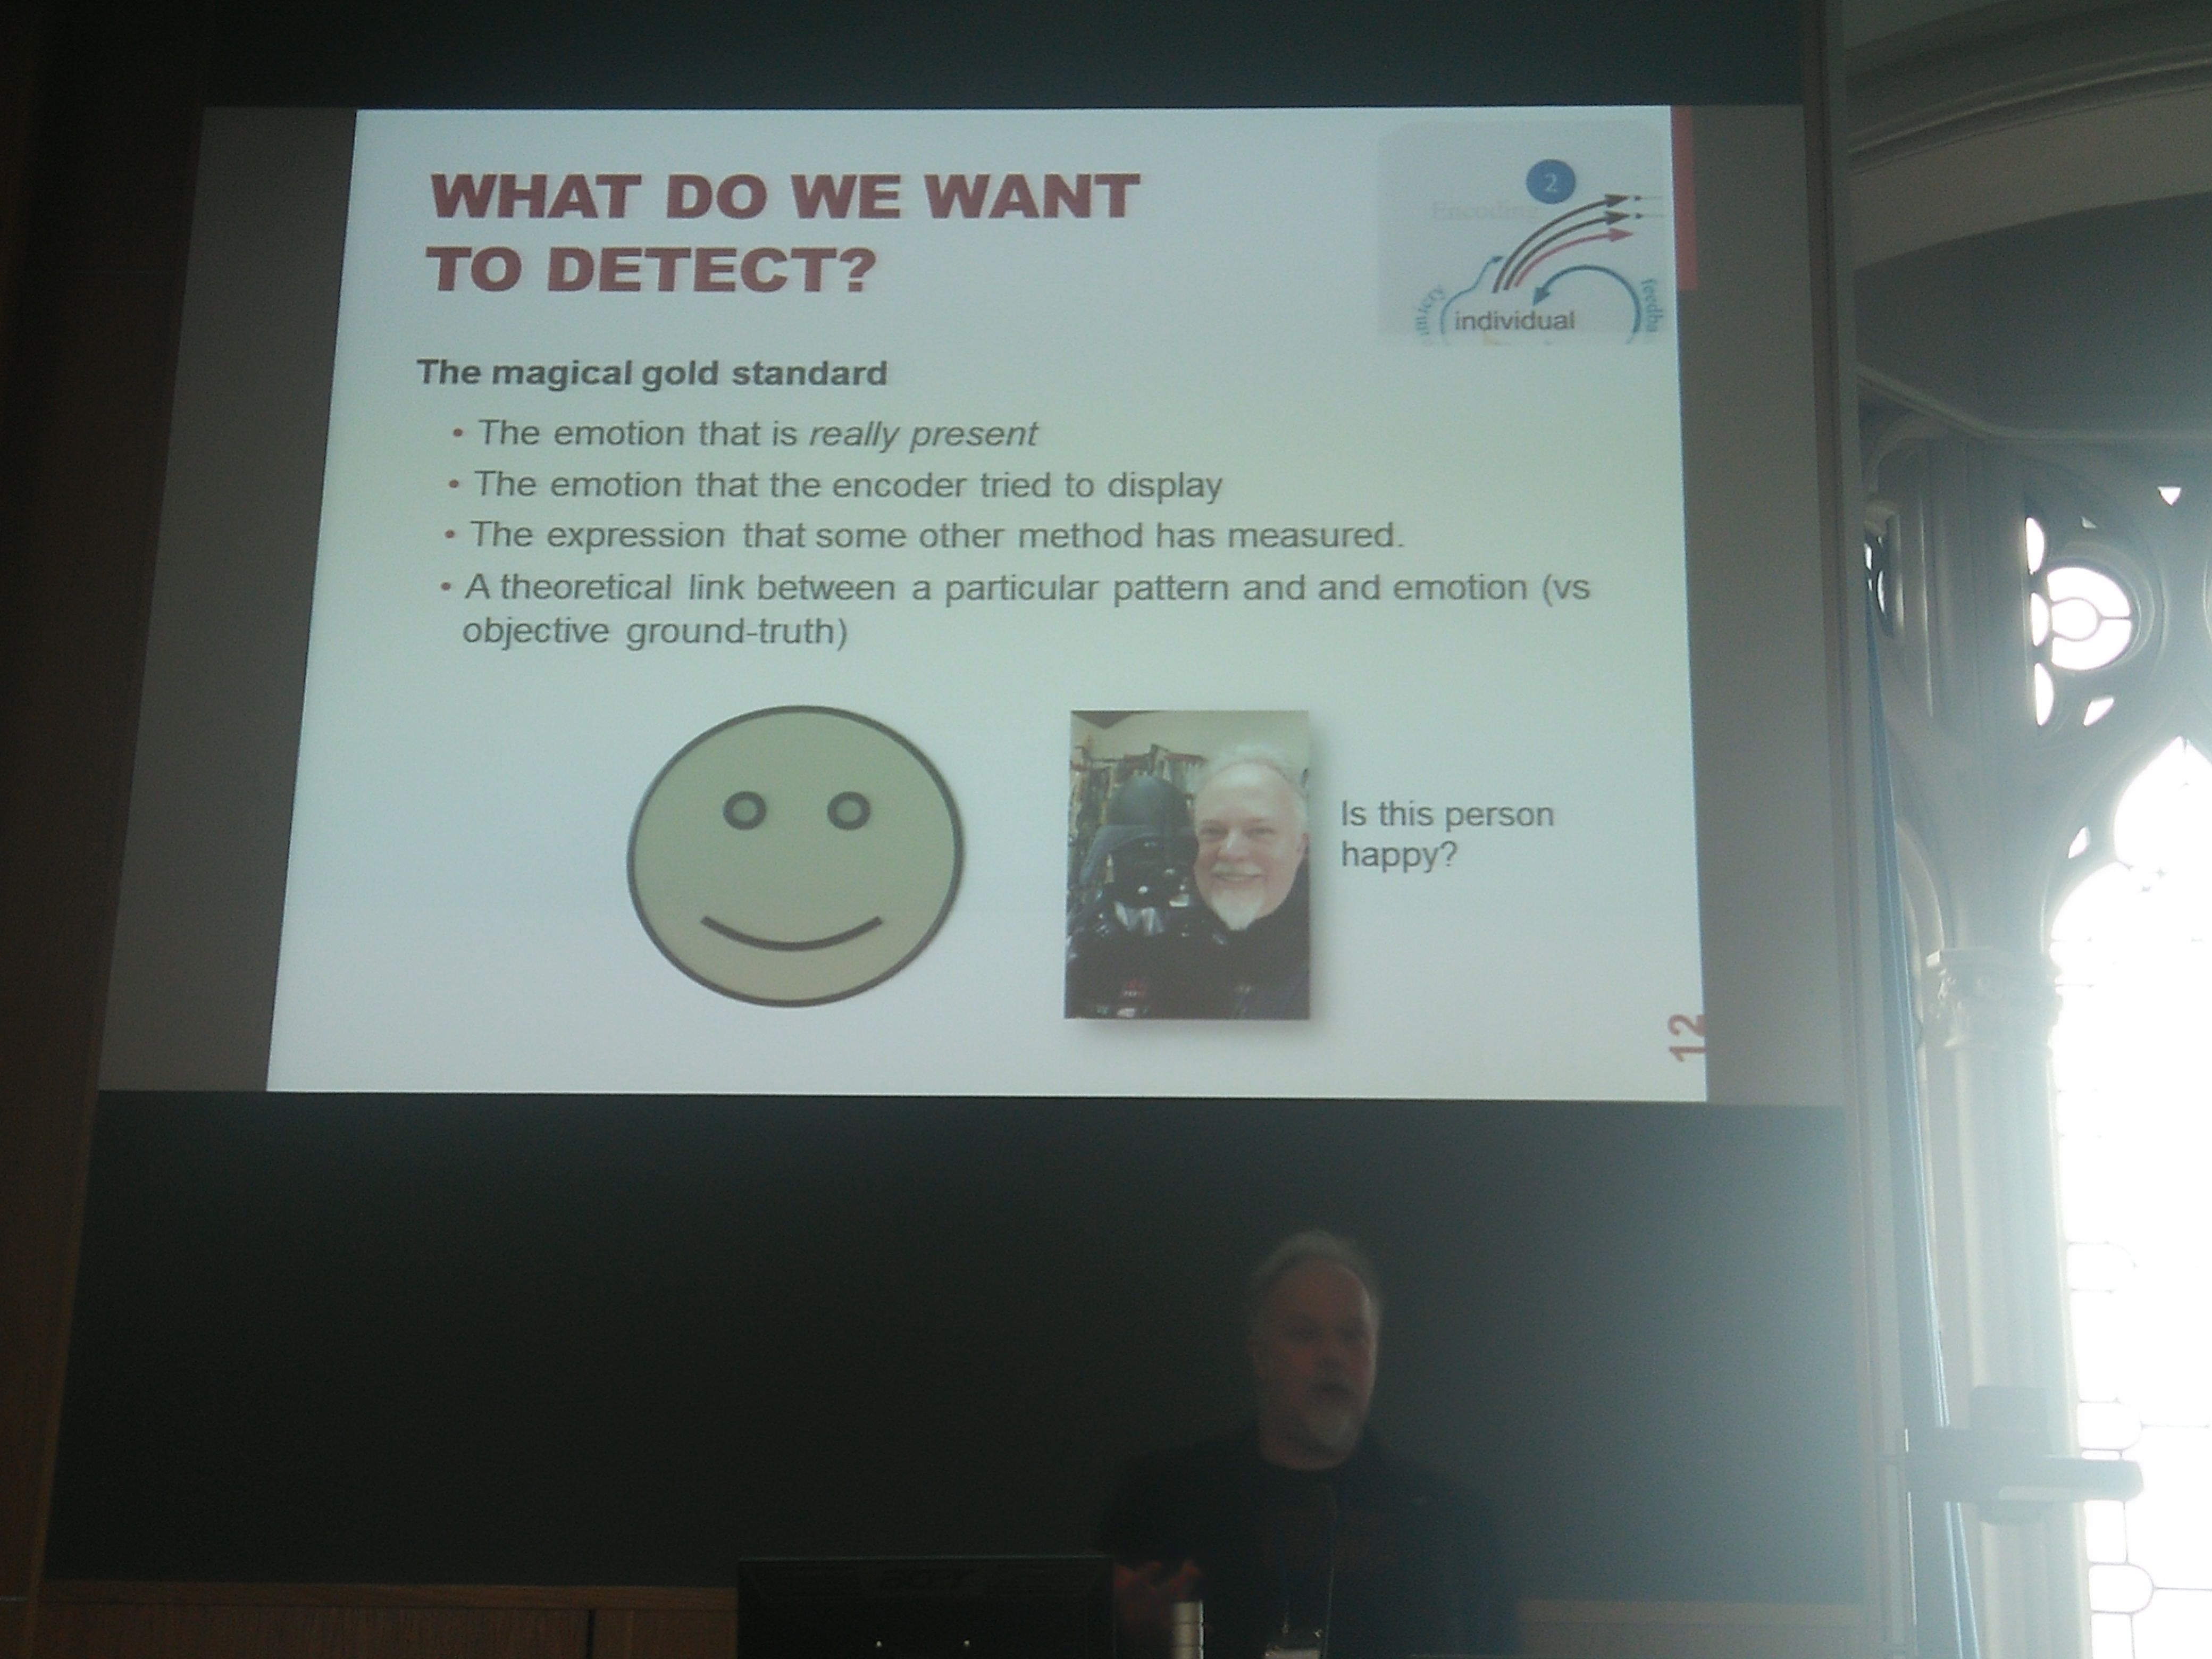 WHAT DO WE WANT
TO DETECT?
2
Encoding
individual
The magical gold standard
• The emotion that is really present
• The emotion that the encoder tried to display
• The expression that some other method has measured.
• A theoretical link between a particular pattern and and emotion (vs
objective ground-truth)
Is this person
happy?
12
acer